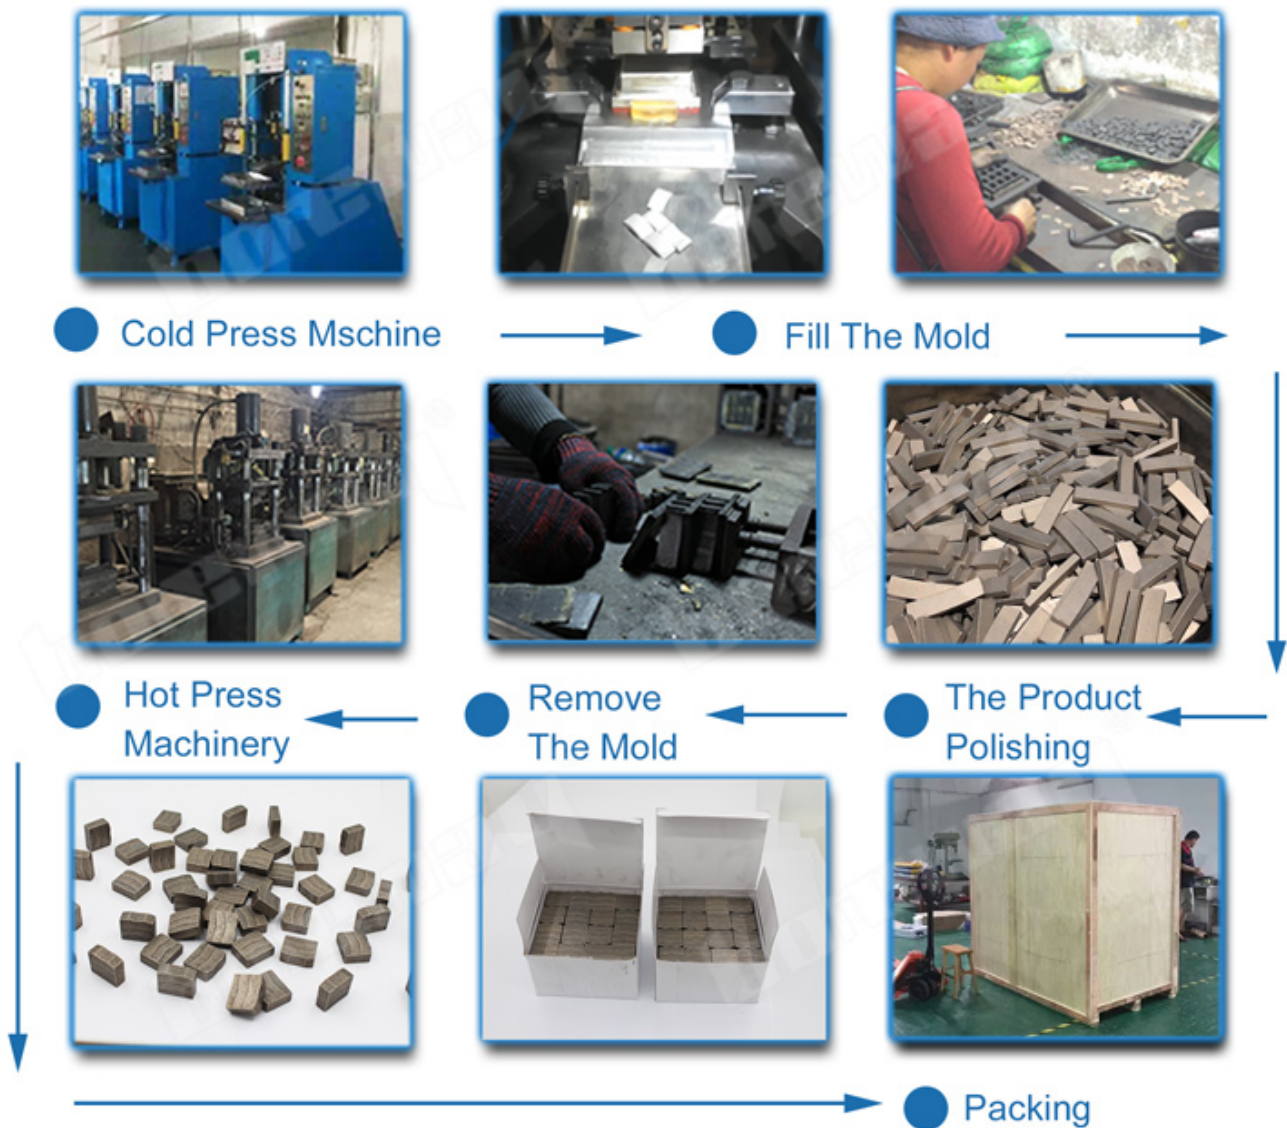 Cold Press Mschine
Fill The Mold
Hot Press
Machinery
Remove
The Mold
The Product
Polishing
Packing